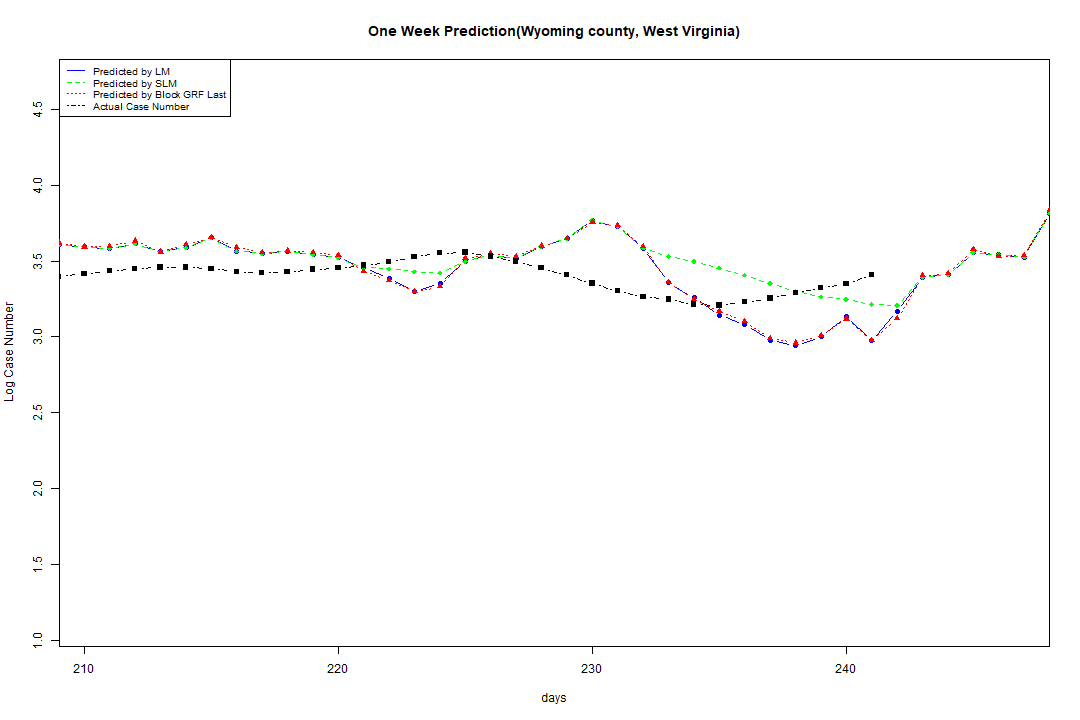 One Week Prediction(Wyoming county, West Virginia)
Predicted by LM
Predicted by SLM
Predicted by Block GRF Last
Actual Case Number
4.5
4.0
3.5
3.0
2.5
2.0
1.5
1.0
Log Case Number
210
220
230
240
days